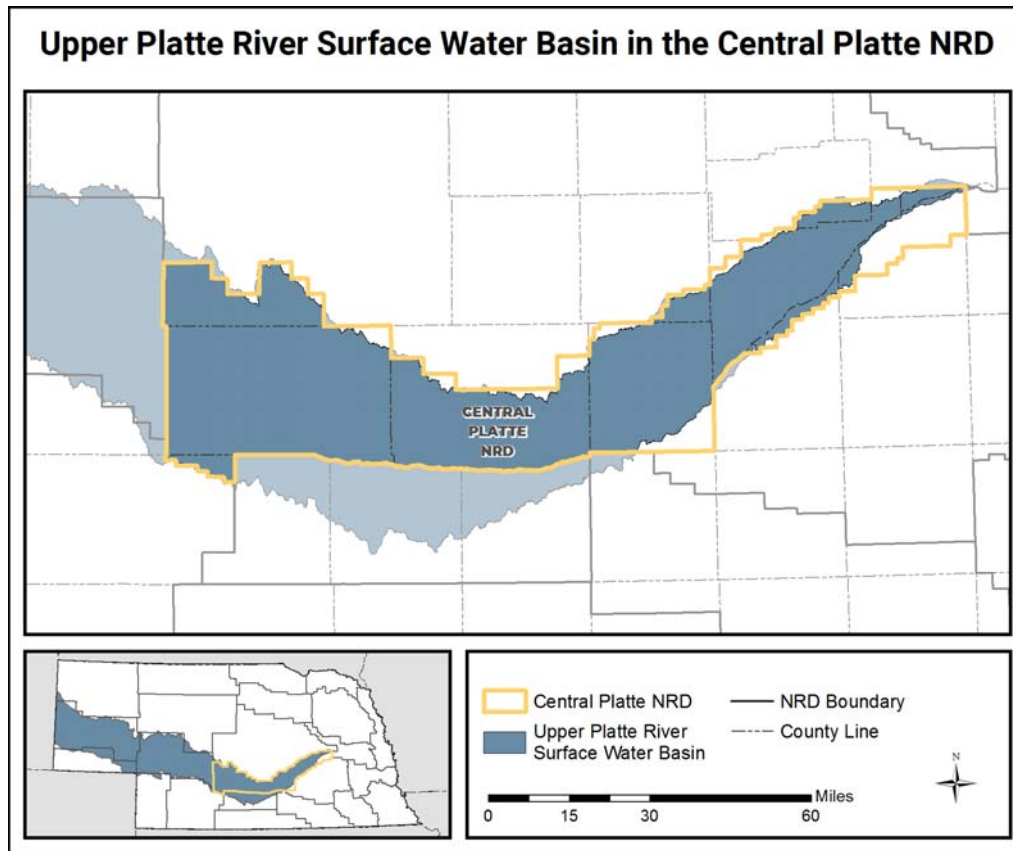 Upper Platte River Surface Water Basin in the Central Platte NRD
CENTRAL
PLATTE
NRD
Central Platte NRD
Upper Platte River
Surface Water Basin
NRD Boundary
County Line
N
Miles
0 15 30 60